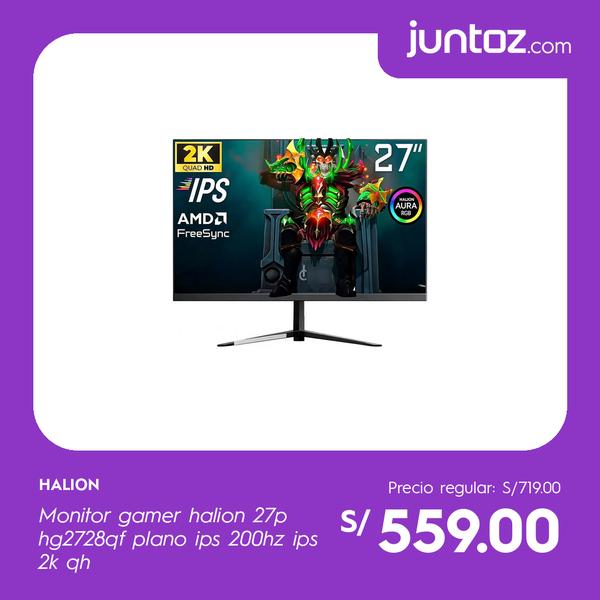 juntoz.com
2K
QUAD HD
IPS
AMD
FreeSync
27"
HALION
AURA
RGB
HALION
Monitor gamer halion 27p
hg2728qf plano ips 200hz ips
2k qh
Precio regular: S/719.00
S/ 559.00